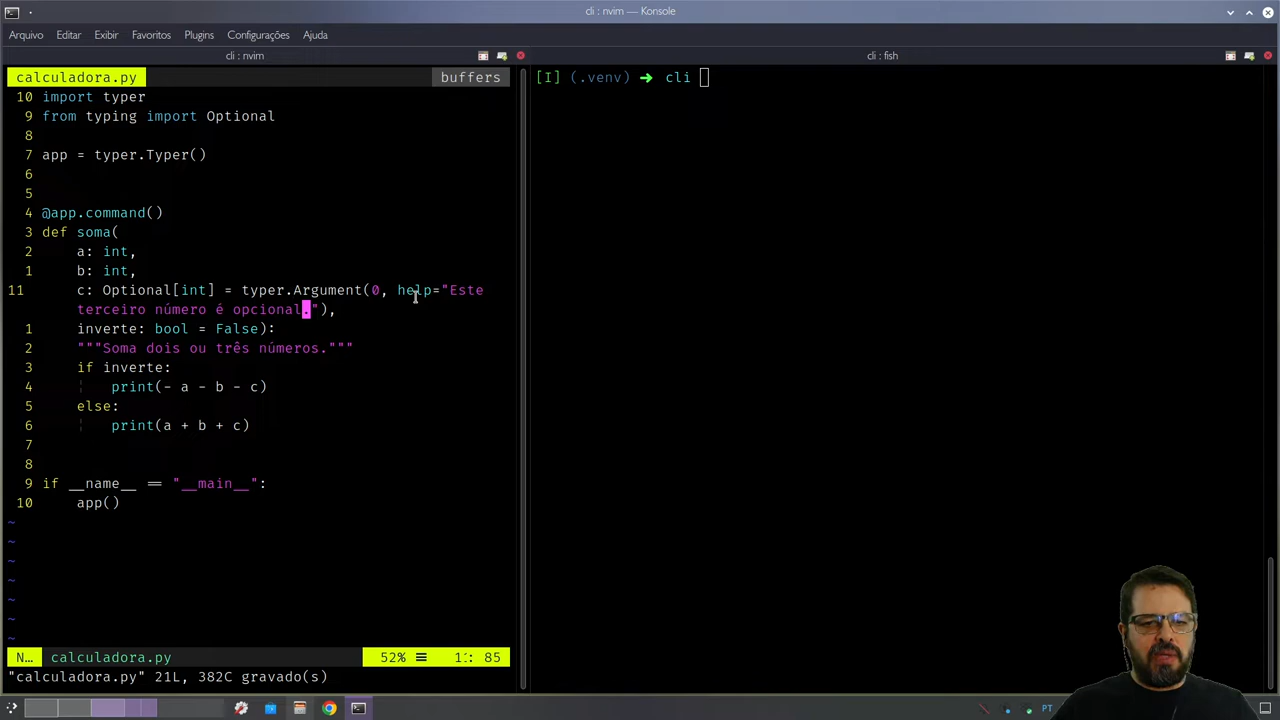 cli : nvim — Konsole
Arquivo Editar Exibir Favoritos Plugins Configurações Ajuda
cli : nvim
cli : fish
calculadora.py
buffers
[I] (.venv) ➜ cli
10 import typer
9 from typing import Optional
8
7 app = typer.Typer()
6
5
4 @app.command()
3 def soma(
2 a: int,
1 b: int,
11 c: Optional[int] = typer.Argument(0, help="Este
terceiro número é opcional."),
1 inverte: bool = False):
2 """Soma dois ou três números."""
3 if inverte:
4 print(- a - b - c)
5 else:
6 print(a + b + c)
7
8
9 if __name__ == "__main__":
10 app()
~
~
~
~
~
~
~
N… calculadora.py 52% ☰ 1: 85
"calculadora.py" 21L, 382C gravado(s)
PT